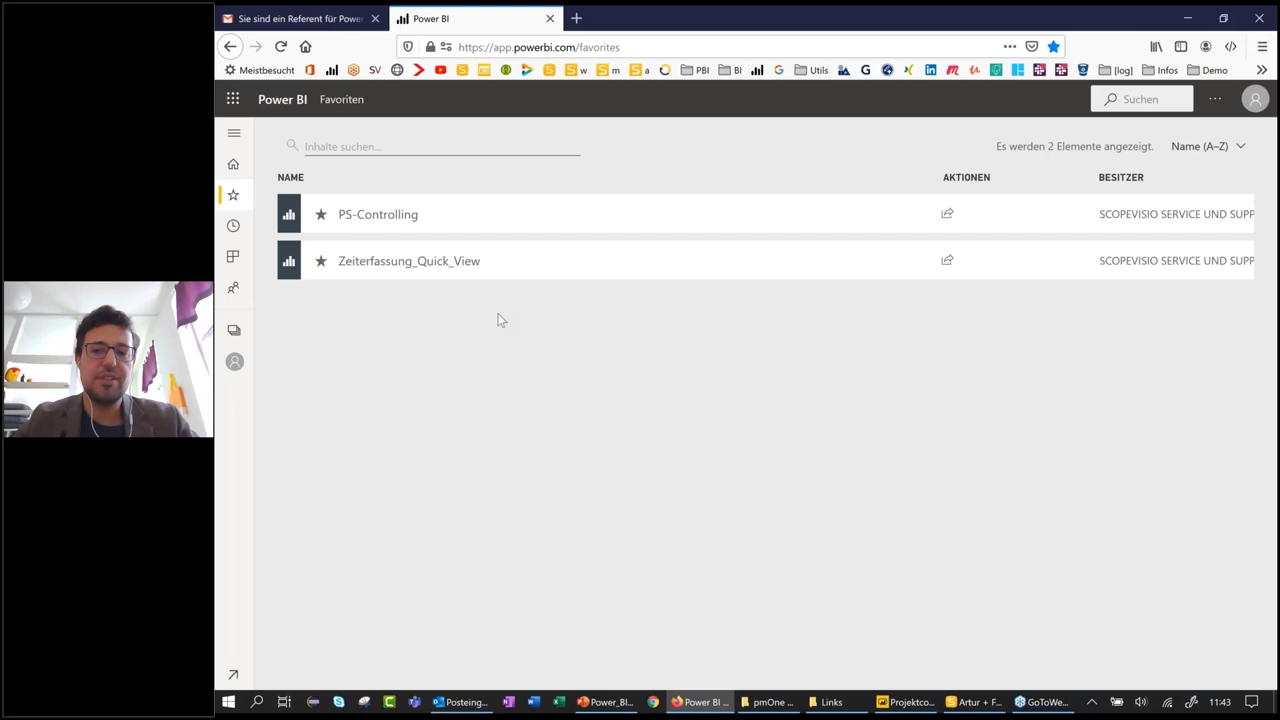 Sie sind ein Referent für Power
Power BI
https://app.powerbi.com/favorites
Meistbesucht
SV
w
m
a
PBI
BI
Utils
[log]
Infos
Demo
Power BI
Favoriten
Suchen
Inhalte suchen...
Es werden 2 Elemente angezeigt.
Name (A–Z)
NAME
AKTIONEN
BESITZER
PS-Controlling
SCOPEVISIO SERVICE UND SUPP
Zeiterfassung_Quick_View
SCOPEVISIO SERVICE UND SUPP
Posteing...
Power_BI...
Power BI ...
pmOne ...
Links
Projektco...
Artur + F...
GoToWe...
11:43